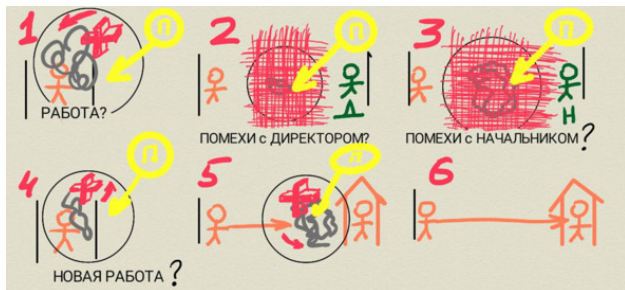 1 П 2 П 3 П
Д Н
РАБОТА? ПОМЕХИ с ДИРЕКТОРОМ? ПОМЕХИ с НАЧАЛЬНИКОМ?
4 П 5 П 6
НОВАЯ РАБОТА?